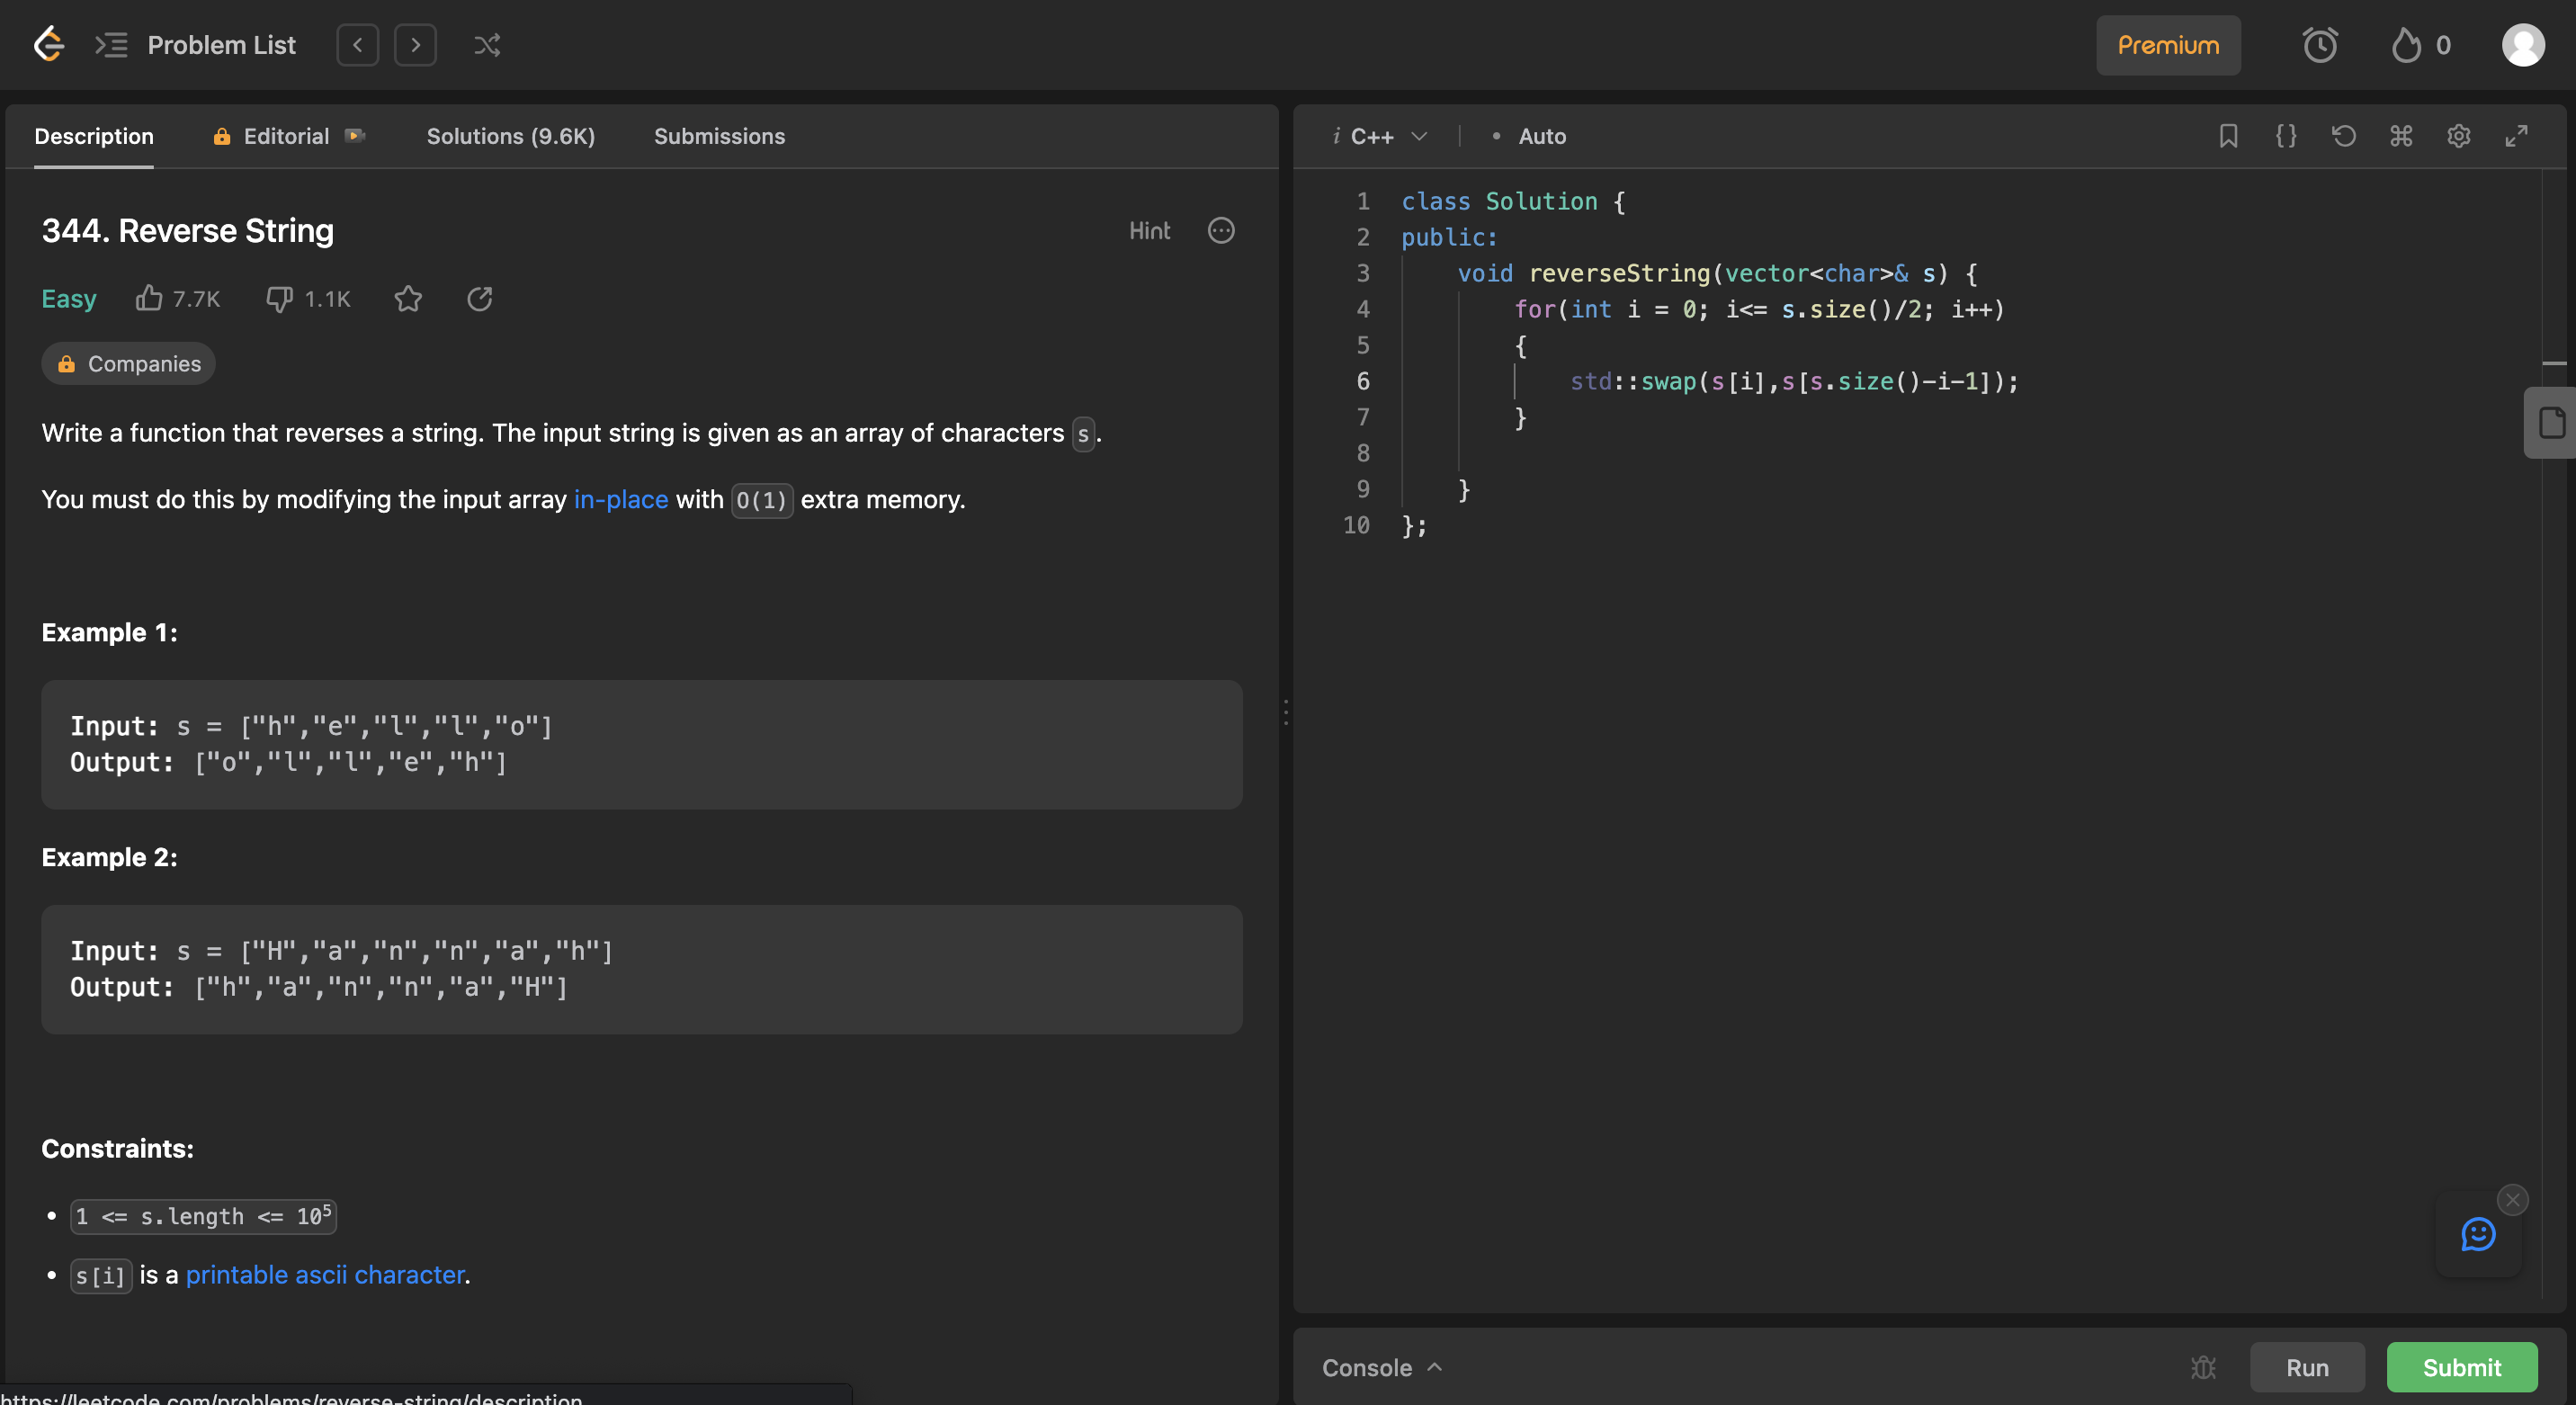 Problem List
Premium
0
Description
Editorial
Solutions (9.6K)
Submissions
344. Reverse String
Hint
Easy
7.7K
1.1K
Companies
Write a function that reverses a string. The input string is given as an array of characters s.
You must do this by modifying the input array in-place with O(1) extra memory.
Example 1:
Input: s = ["h","e","l","l","o"]
Output: ["o","l","l","e","h"]
Example 2:
Input: s = ["H","a","n","n","a","h"]
Output: ["h","a","n","n","a","H"]
Constraints:
• 1 <= s.length <= 10⁵
• s[i] is a printable ascii character.
https://leetcode.com/problems/reverse-string/description
i C++ | • Auto
1 class Solution {
2 public:
3     void reverseString(vector<char>& s) {
4         for(int i = 0; i<= s.size()/2; i++)
5         {
6             std::swap(s[i],s[s.size()-i-1]);
7         }
8
9     }
10 };
Console
Run
Submit